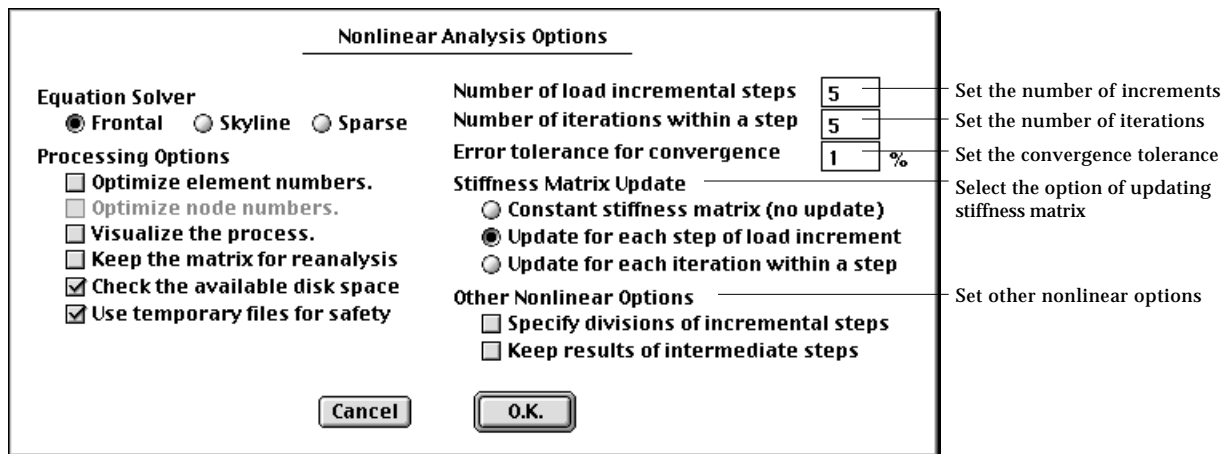 Nonlinear Analysis Options
Equation Solver
Frontal Skyline Sparse
Processing Options
Optimize element numbers.
Optimize node numbers.
Visualize the process.
Keep the matrix for reanalysis
Check the available disk space
Use temporary files for safety
Number of load incremental steps 5
Number of iterations within a step 5
Error tolerance for convergence 1 %
Stiffness Matrix Update
Constant stiffness matrix (no update)
Update for each step of load increment
Update for each iteration within a step
Other Nonlinear Options
Specify divisions of incremental steps
Keep results of intermediate steps
Cancel O.K.
Set the number of increments
Set the number of iterations
Set the convergence tolerance
Select the option of updating
stiffness matrix
Set other nonlinear options